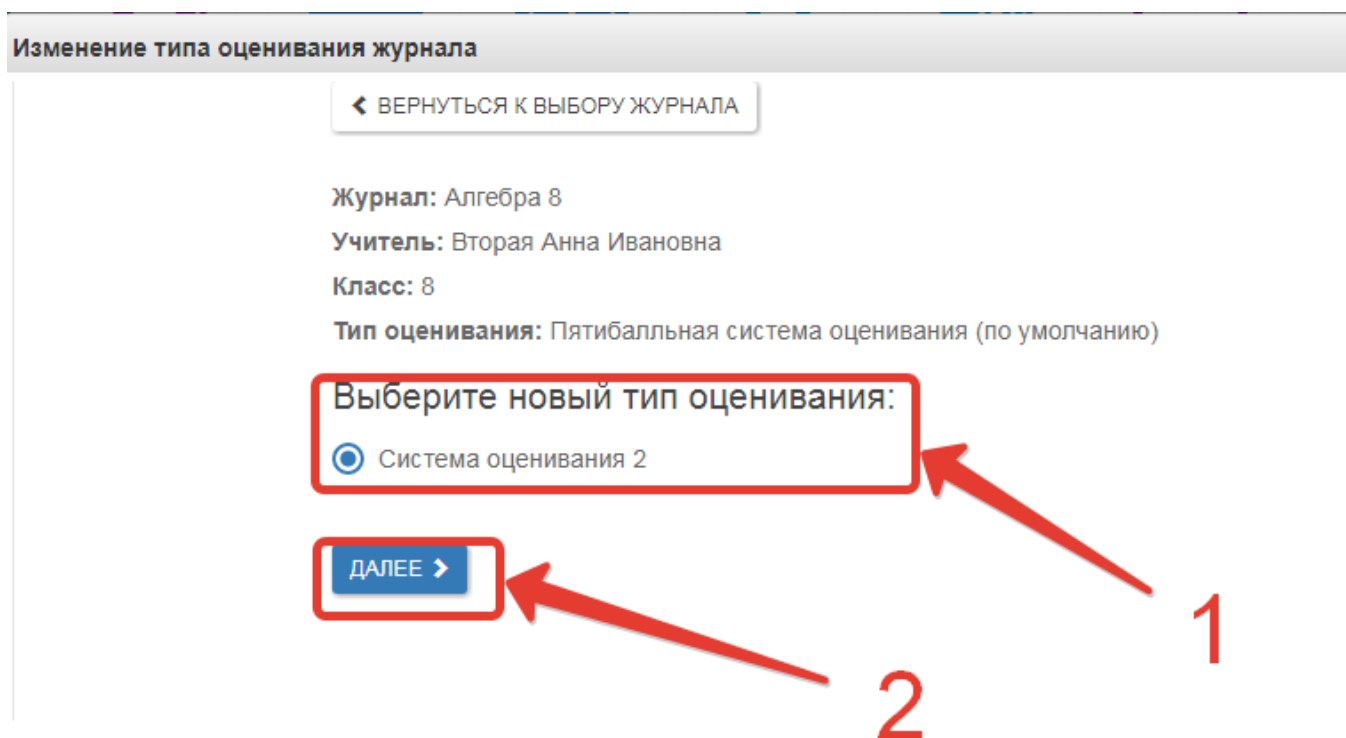 Изменение типа оценивания журнала
ВЕРНУТЬСЯ К ВЫБОРУ ЖУРНАЛА
Журнал: Алгебра 8
Учитель: Вторая Анна Ивановна
Класс: 8
Тип оценивания: Пятибалльная система оценивания (по умолчанию)
Выберите новый тип оценивания:
Система оценивания 2
ДАЛЕЕ
1
2